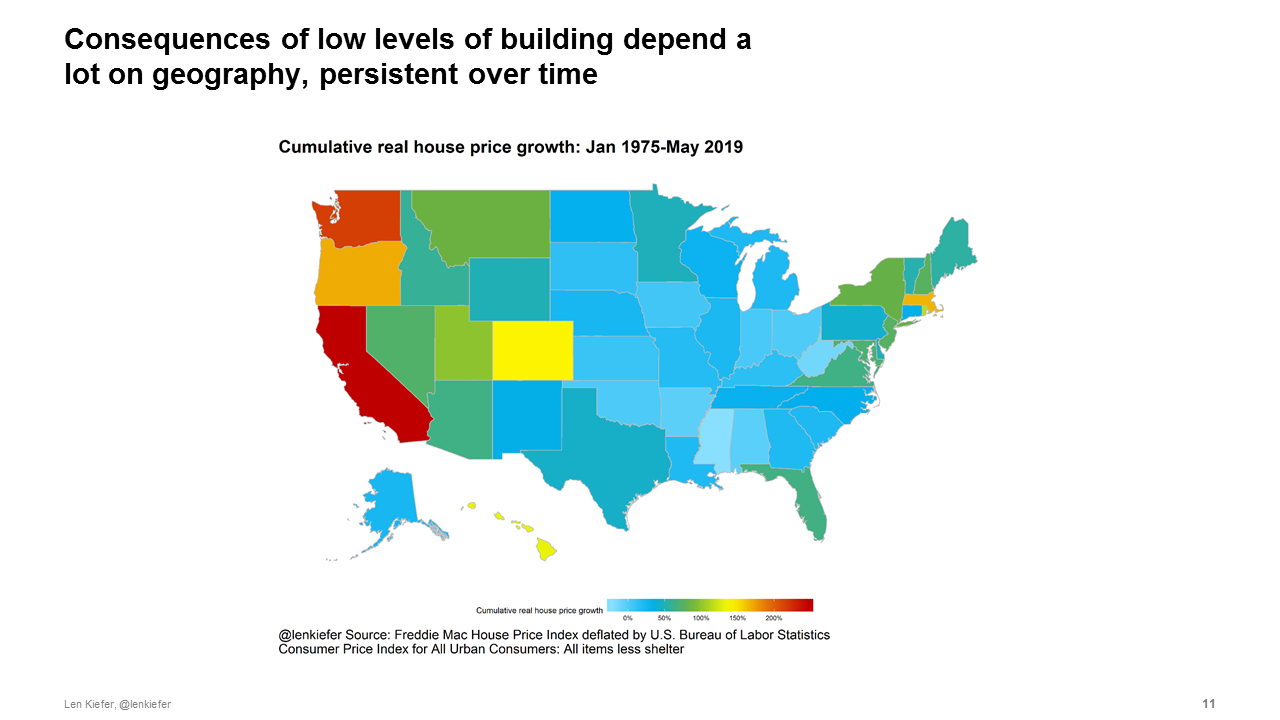 Consequences of low levels of building depend a
lot on geography, persistent over time
Cumulative real house price growth: Jan 1975-May 2019
Cumulative real house price growth
0% 50% 100% 150% 200%
@lenkiefer Source: Freddie Mac House Price Index deflated by U.S. Bureau of Labor Statistics
Consumer Price Index for All Urban Consumers: All items less shelter
Len Kiefer, @lenkiefer 11